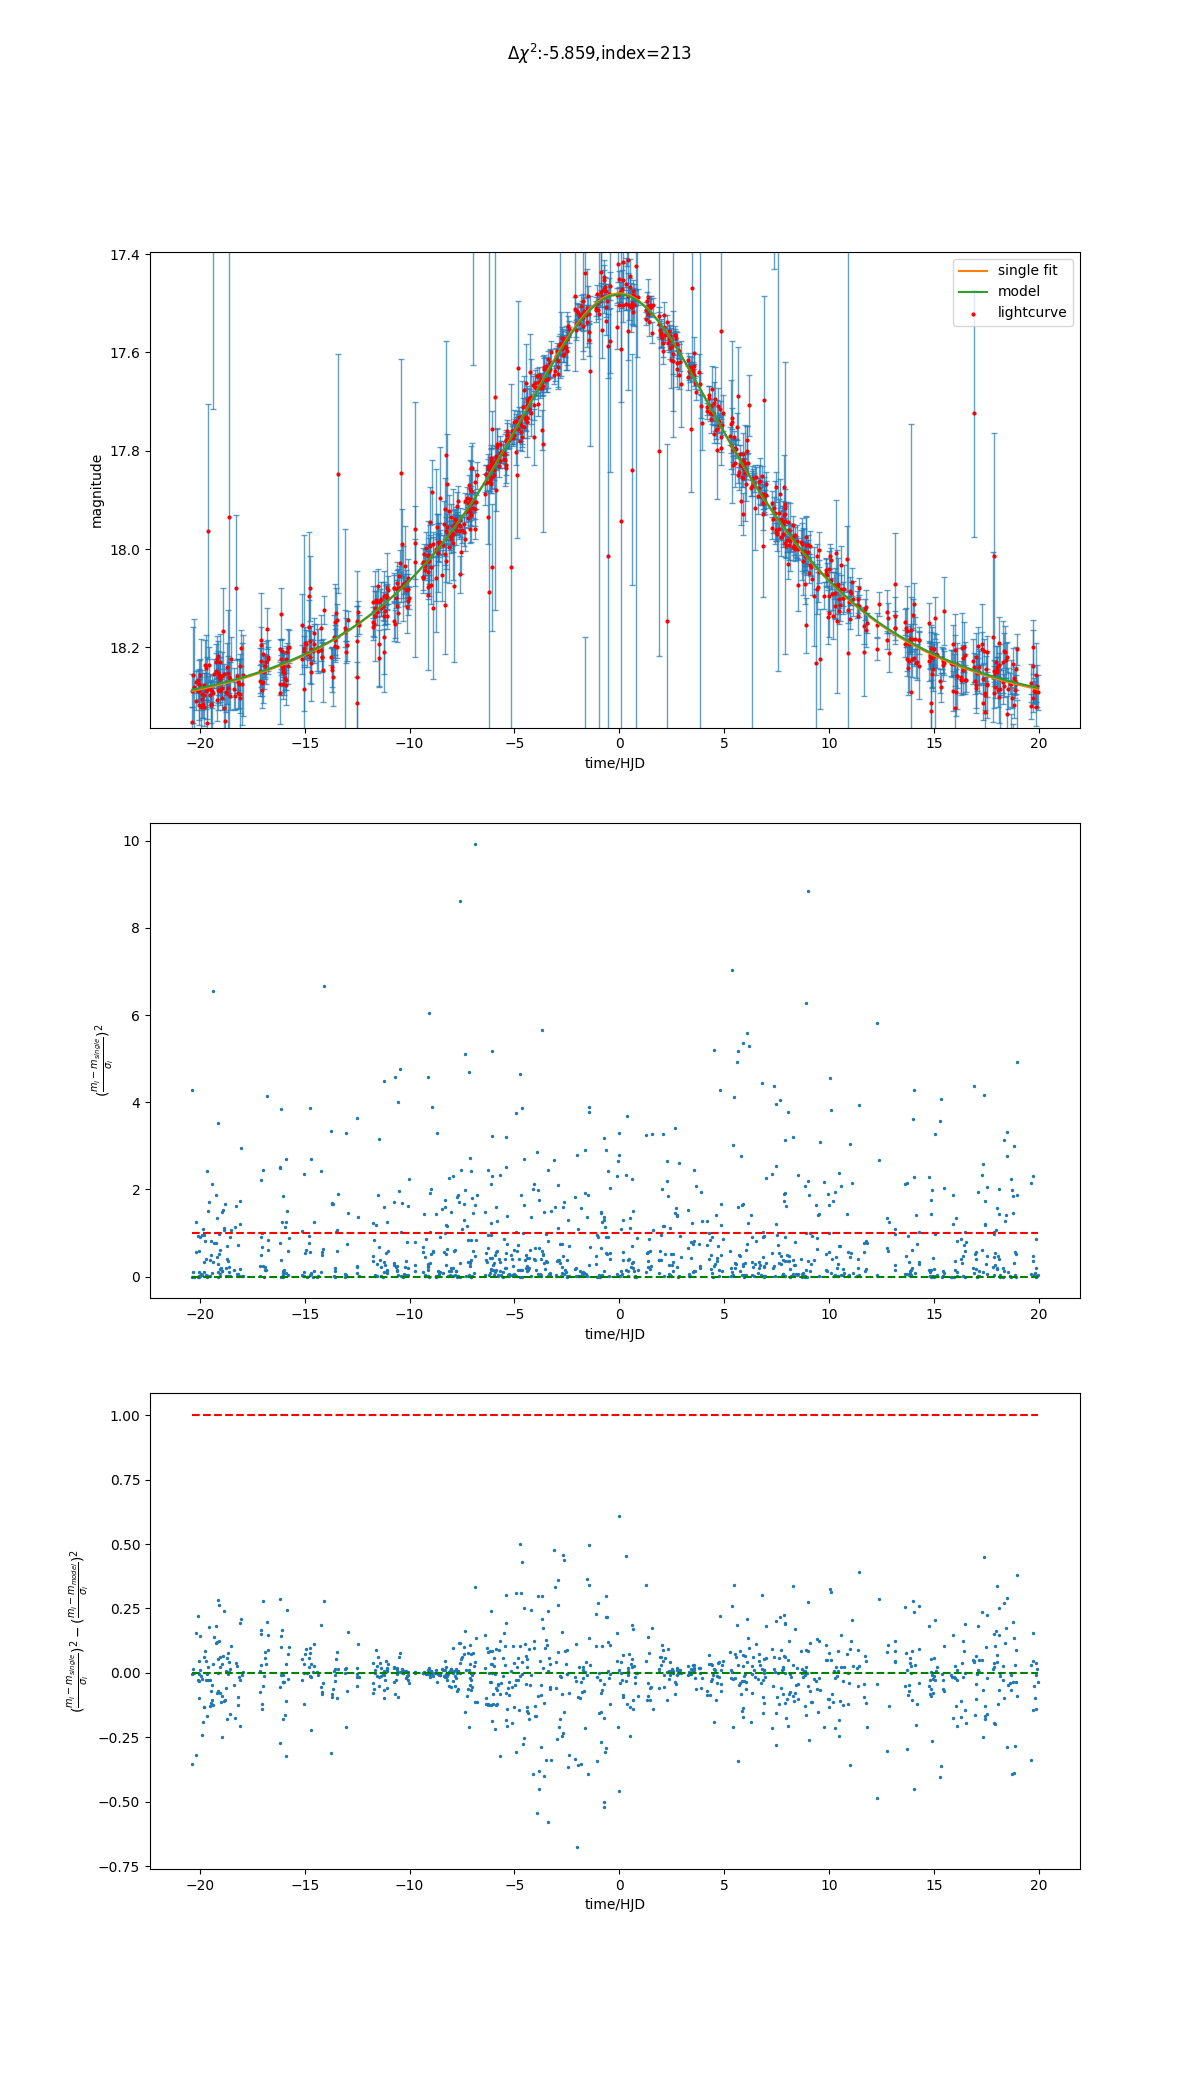 Δχ²:-5.859,index=213
17.4
17.6
17.8
18.0
18.2
magnitude
single fit
model
lightcurve
−20 −15 −10 −5 0 5 10 15 20
time/HJD
10
8
6
4
2
0
(\frac{m_i − m_{single}}{σ_i})²
−20 −15 −10 −5 0 5 10 15 20
time/HJD
1.00
0.75
0.50
0.25
0.00
−0.25
−0.50
−0.75
(\frac{m_i − m_{single}}{σ_i})² − (\frac{m_i − m_{model}}{σ_i})²
−20 −15 −10 −5 0 5 10 15 20
time/HJD